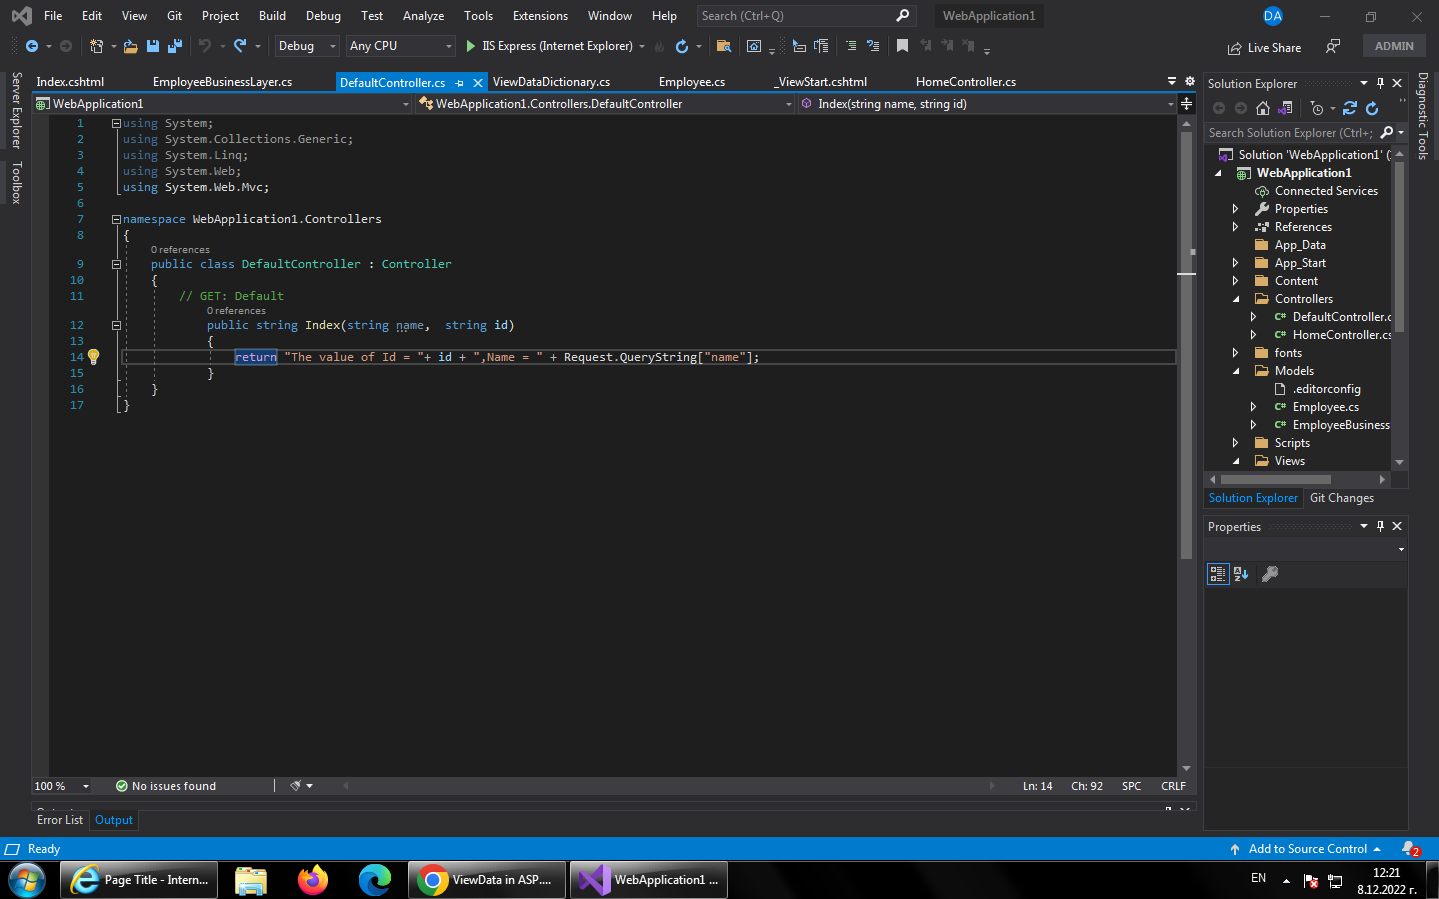 File Edit View Git Project Build Debug Test Analyze Tools Extensions Window Help Search (Ctrl+Q) WebApplication1 DA
Debug Any CPU IIS Express (Internet Explorer) Live Share ADMIN
Index.cshtml EmployeeBusinessLayer.cs DefaultController.cs ViewDataDictionary.cs Employee.cs _ViewStart.cshtml HomeController.cs
WebApplication1 WebApplication1.Controllers.DefaultController Index(string name, string id)
Server Explorer
Toolbox
1 using System;
2 using System.Collections.Generic;
3 using System.Linq;
4 using System.Web;
5 using System.Web.Mvc;
6
7 namespace WebApplication1.Controllers
8 {
0 references
9 public class DefaultController : Controller
10 {
11 // GET: Default
0 references
12 public string Index(string name, string id)
13 {
14 return "The value of Id = "+ id + ",Name = " + Request.QueryString["name"];
15 }
16 }
17 }
100 % No issues found Ln: 14 Ch: 92 SPC CRLF
Error List Output
Solution Explorer
Search Solution Explorer (Ctrl+;
Solution 'WebApplication1' (
WebApplication1
Connected Services
Properties
References
App_Data
App_Start
Content
Controllers
C# DefaultController.c
C# HomeController.cs
fonts
Models
.editorconfig
C# Employee.cs
C# EmployeeBusiness
Scripts
Views
Solution Explorer Git Changes
Properties
Diagnostic Tools
Ready Add to Source Control 2
Page Title - Intern... ViewData in ASP.... WebApplication1 ... EN 12:21
8.12.2022 г.